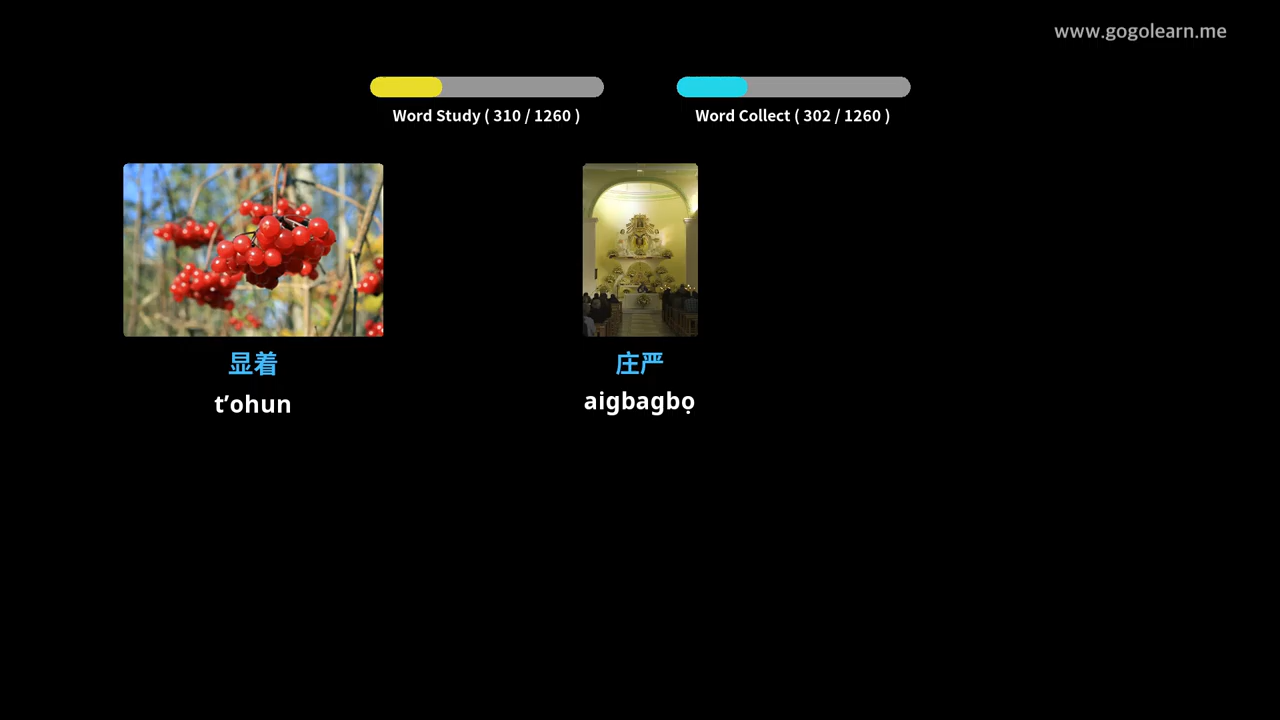 www.gogolearn.me
Word Study ( 310 / 1260 )
Word Collect ( 302 / 1260 )
显着
t’ohun
庄严
aigbagbọ